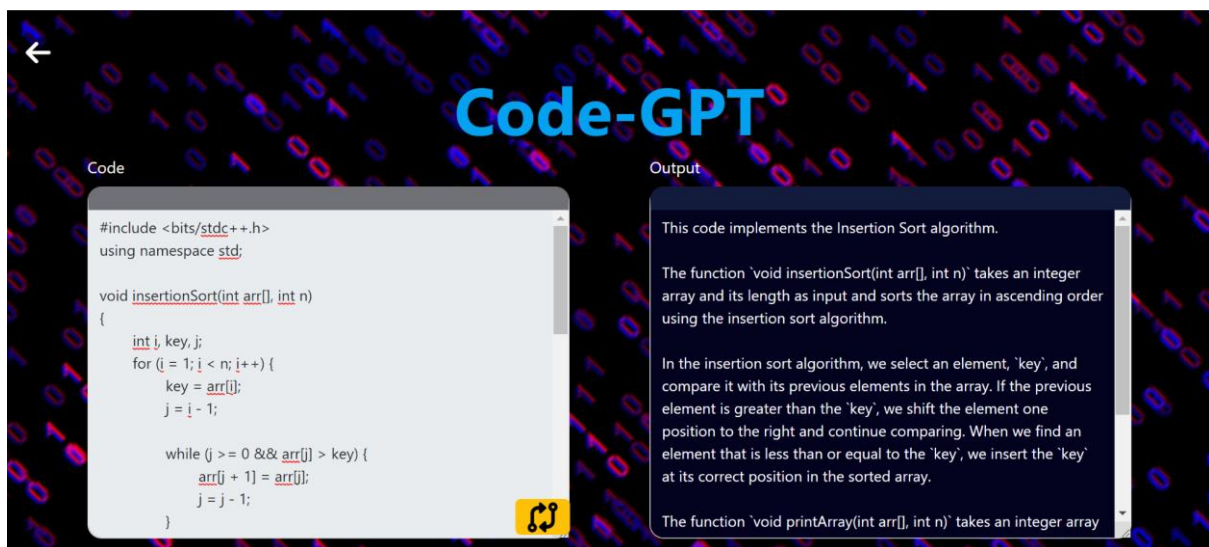 Code-GPT
Code
#include <bits/stdc++.h>
using namespace std;
void insertionSort(int arr[], int n)
{
int i, key, j;
for (i = 1; i < n; i++) {
key = arr[i];
j = i - 1;
while (j >= 0 && arr[j] > key) {
arr[j + 1] = arr[j];
j = j - 1;
}
Output
This code implements the Insertion Sort algorithm.
The function `void insertionSort(int arr[], int n)` takes an integer
array and its length as input and sorts the array in ascending order
using the insertion sort algorithm.
In the insertion sort algorithm, we select an element, `key`, and
compare it with its previous elements in the array. If the previous
element is greater than the `key`, we shift the element one
position to the right and continue comparing. When we find an
element that is less than or equal to the `key`, we insert the `key`
at its correct position in the sorted array.
The function `void printArray(int arr[], int n)` takes an integer array